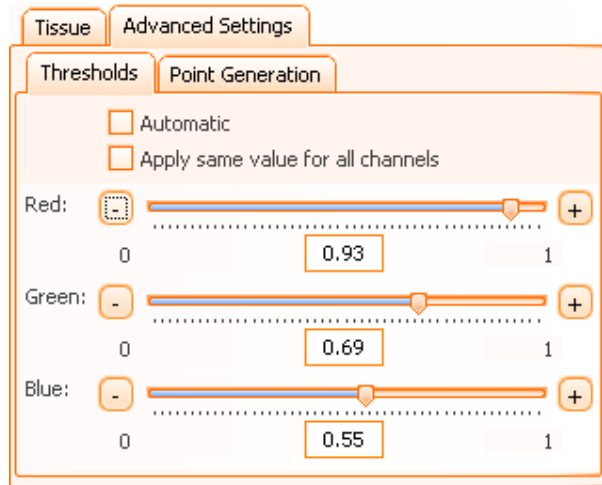 Tissue Advanced Settings
Thresholds Point Generation
Automatic
Apply same value for all channels
Red: - +
0 0.93 1
Green: - +
0 0.69 1
Blue: - +
0 0.55 1